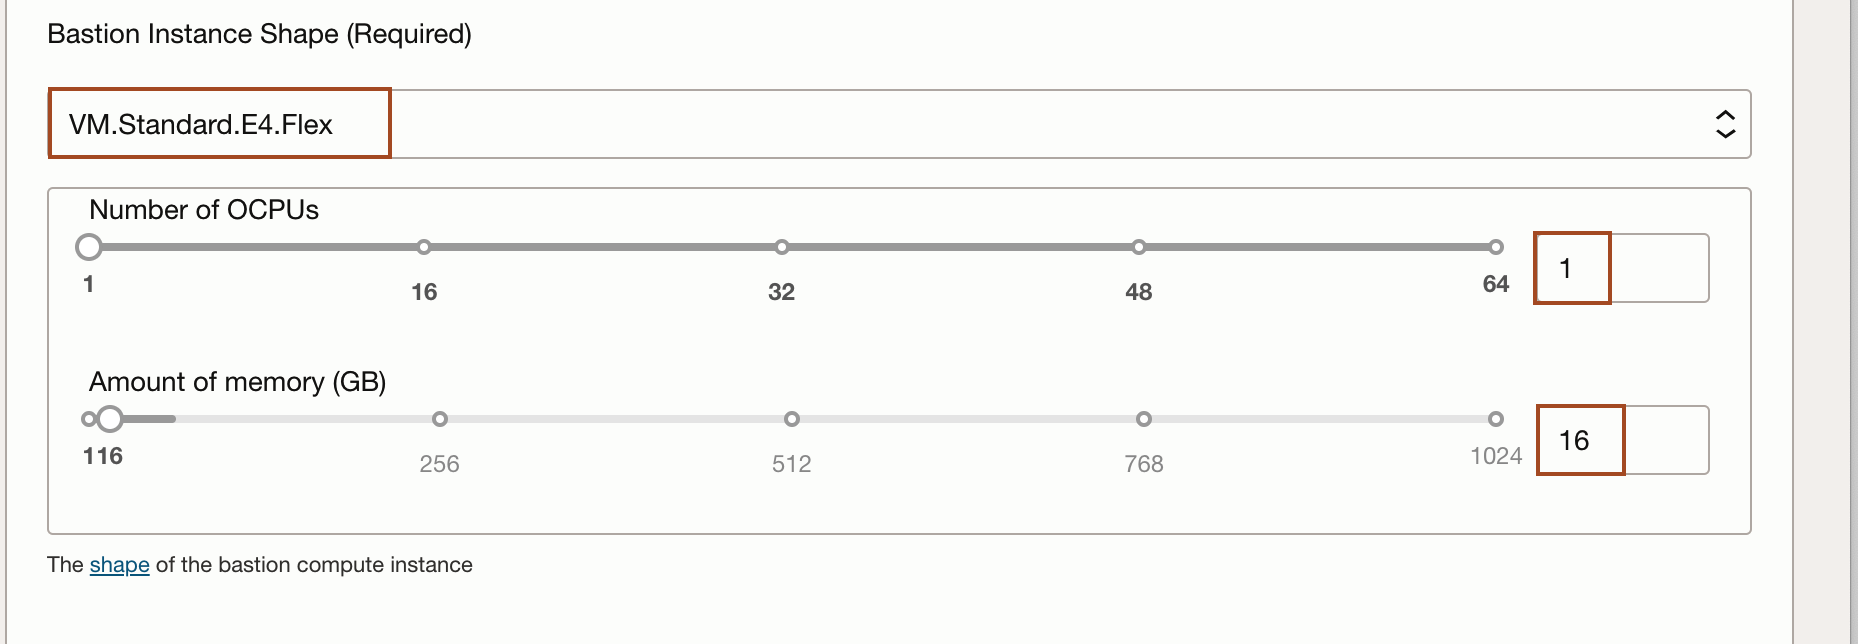 Bastion Instance Shape (Required)
VM.Standard.E4.Flex
Number of OCPUs
1 16 32 48 64
1
Amount of memory (GB)
116 256 512 768 1024
16
The shape of the bastion compute instance